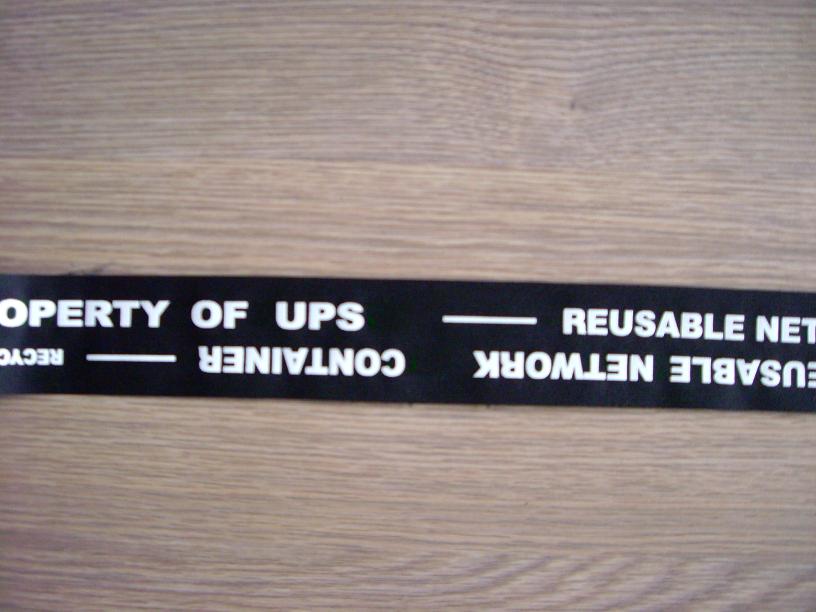 OPERTY OF UPS — REUSABLE NET
EUSABLE NETWORK CONTAINER — RECYC